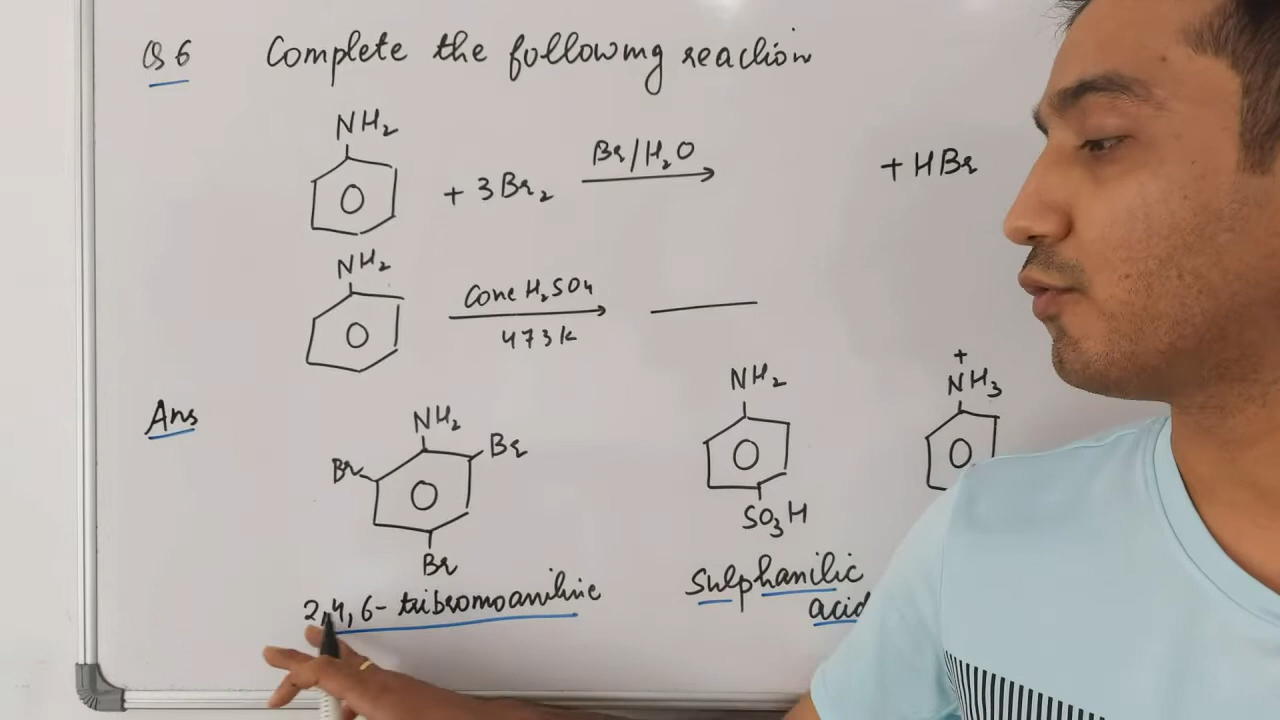 Q6 Complete the following reaction
NH₂
+ 3Br₂ Br/H₂O + HBr
NH₂
Conc H₂SO₄
473K
Ans
NH₂
Br Br
Br
2,4,6-tribromoaniline
NH₂
SO₃H
Sulphanilic
acid
+
NH₃